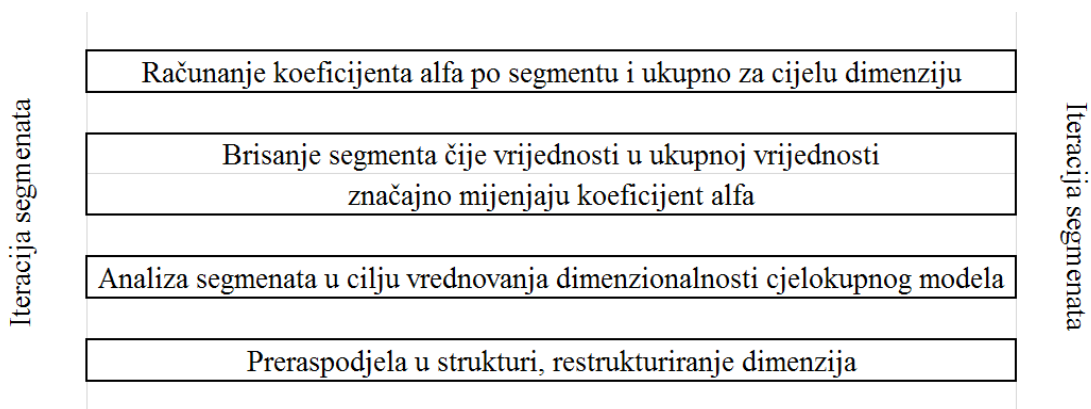 Iteracija segmenata
Računanje koeficijenta alfa po segmentu i ukupno za cijelu dimenziju
Brisanje segmenta čije vrijednosti u ukupnoj vrijednosti
značajno mijenjaju koeficijent alfa
Analiza segmenata u cilju vrednovanja dimenzionalnosti cjelokupnog modela
Preraspodjela u strukturi, restrukturiranje dimenzija
Iteracija segmenata